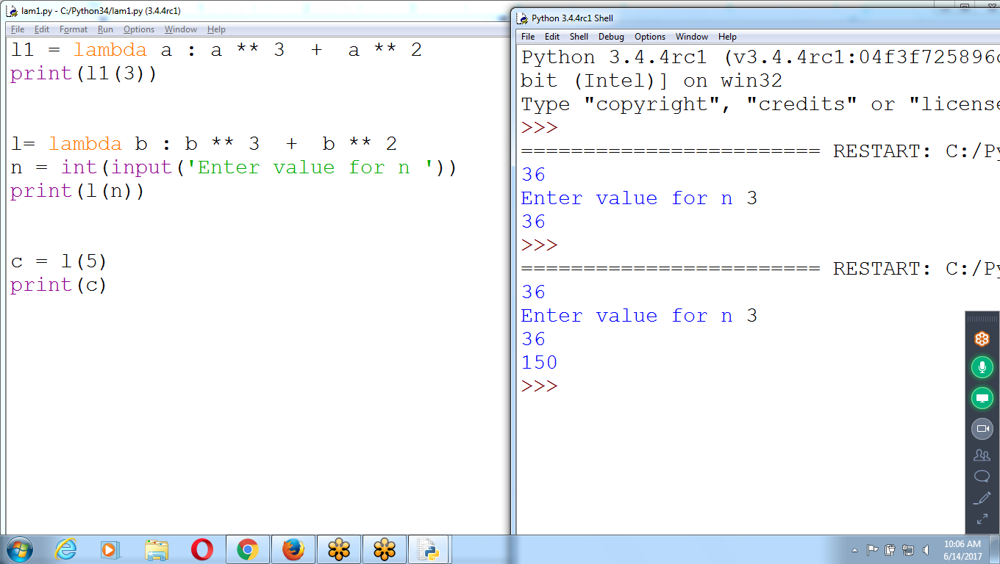 lam1.py - C:/Python34/lam1.py (3.4.4rc1)
File Edit Format Run Options Window Help
l1 = lambda a : a ** 3  +  a ** 2
print(l1(3))
l= lambda b : b ** 3  +  b ** 2
n = int(input('Enter value for n '))
print(l(n))
c = l(5)
print(c)
Python 3.4.4rc1 Shell
File Edit Shell Debug Options Window Help
Python 3.4.4rc1 (v3.4.4rc1:04f3f725896
bit (Intel)] on win32
Type "copyright", "credits" or "license
>>>
======================== RESTART: C:/Py
36
Enter value for n 3
36
>>>
======================== RESTART: C:/Py
36
Enter value for n 3
36
150
>>>
10:06 AM
6/14/2017